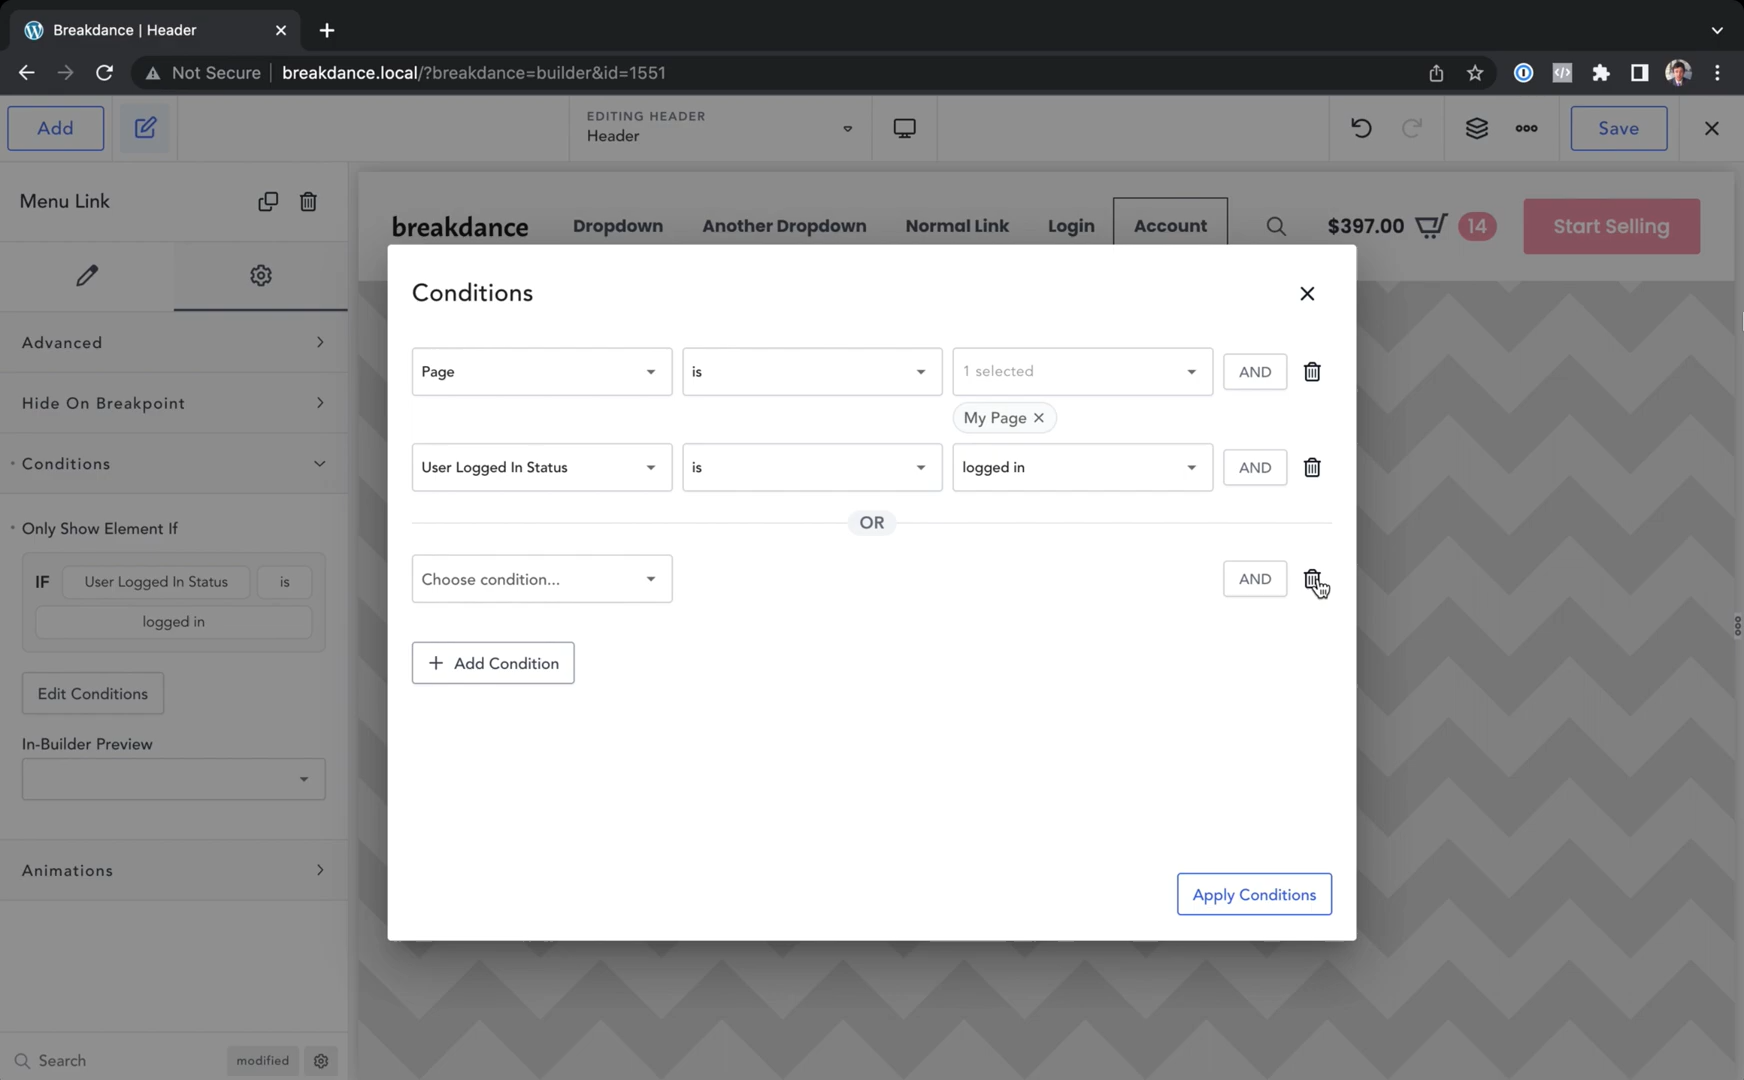 Breakdance | Header
Not Secure
breakdance.local/?breakdance=builder&id=1551
Add
EDITING HEADER
Header
Save
Menu Link
breakdance
Dropdown
Another Dropdown
Normal Link
Login
Account
$397.00
14
Start Selling
Advanced
Hide On Breakpoint
Conditions
Only Show Element If
IF
User Logged In Status
is
logged in
Edit Conditions
In-Builder Preview
Animations
Search
modified
Conditions
Page
is
1 selected
AND
My Page
User Logged In Status
is
logged in
AND
OR
Choose condition...
AND
Add Condition
Apply Conditions